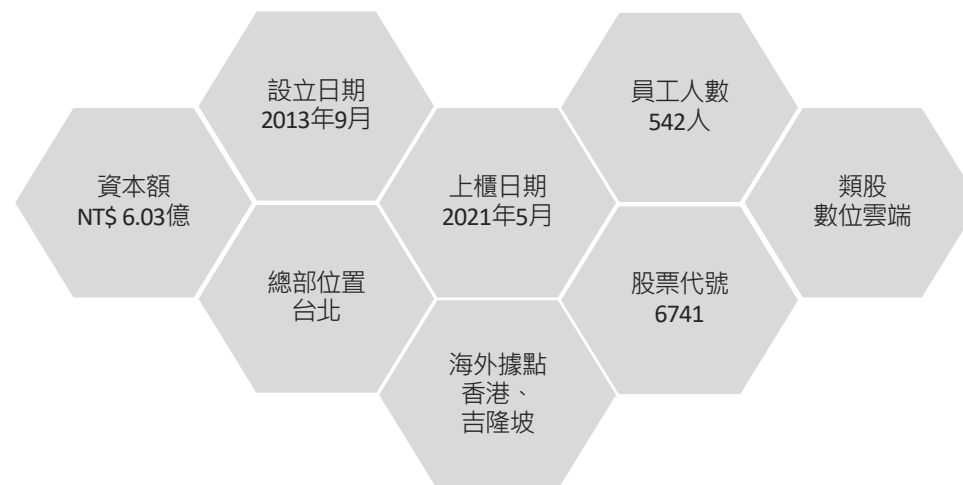 設立日期
2013年9月
員工人數
542人
資本額
NT$ 6.03億
上櫃日期
2021年5月
類股
數位雲端
總部位置
台北
股票代號
6741
海外據點
香港、
吉隆坡